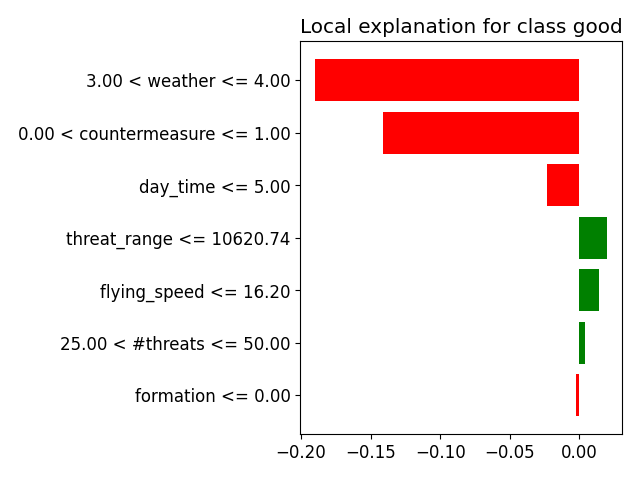 Local explanation for class good
3.00 < weather <= 4.00
0.00 < countermeasure <= 1.00
day_time <= 5.00
threat_range <= 10620.74
flying_speed <= 16.20
25.00 < #threats <= 50.00
formation <= 0.00
−0.20 −0.15 −0.10 −0.05 0.00